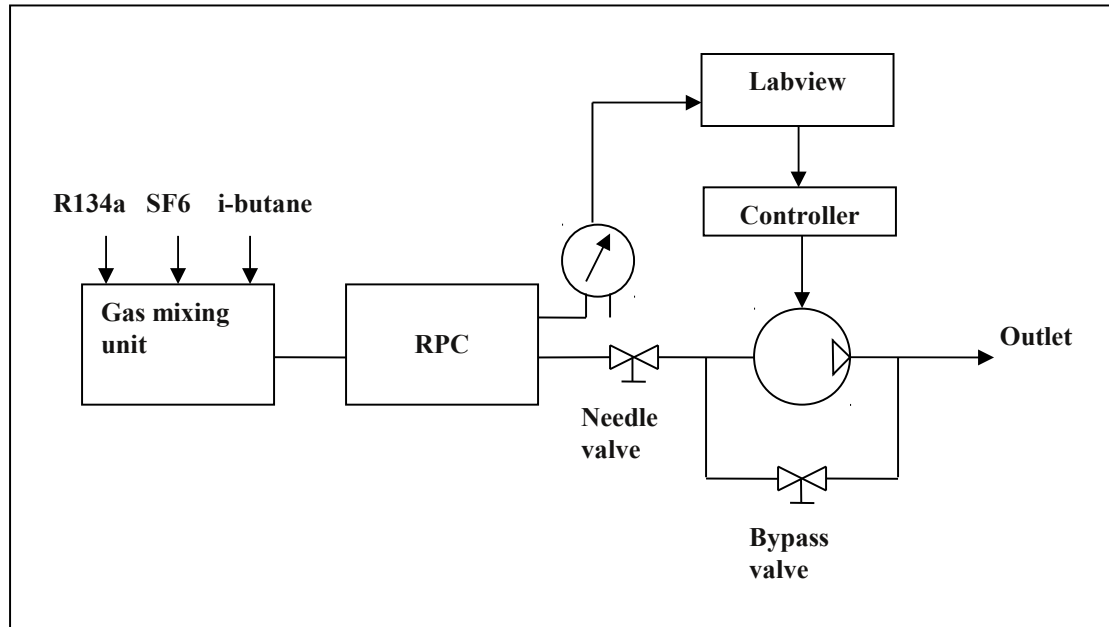 Labview
R134a SF6 i-butane
Controller
Gas mixing
unit
RPC
Outlet
Needle
valve
Bypass
valve